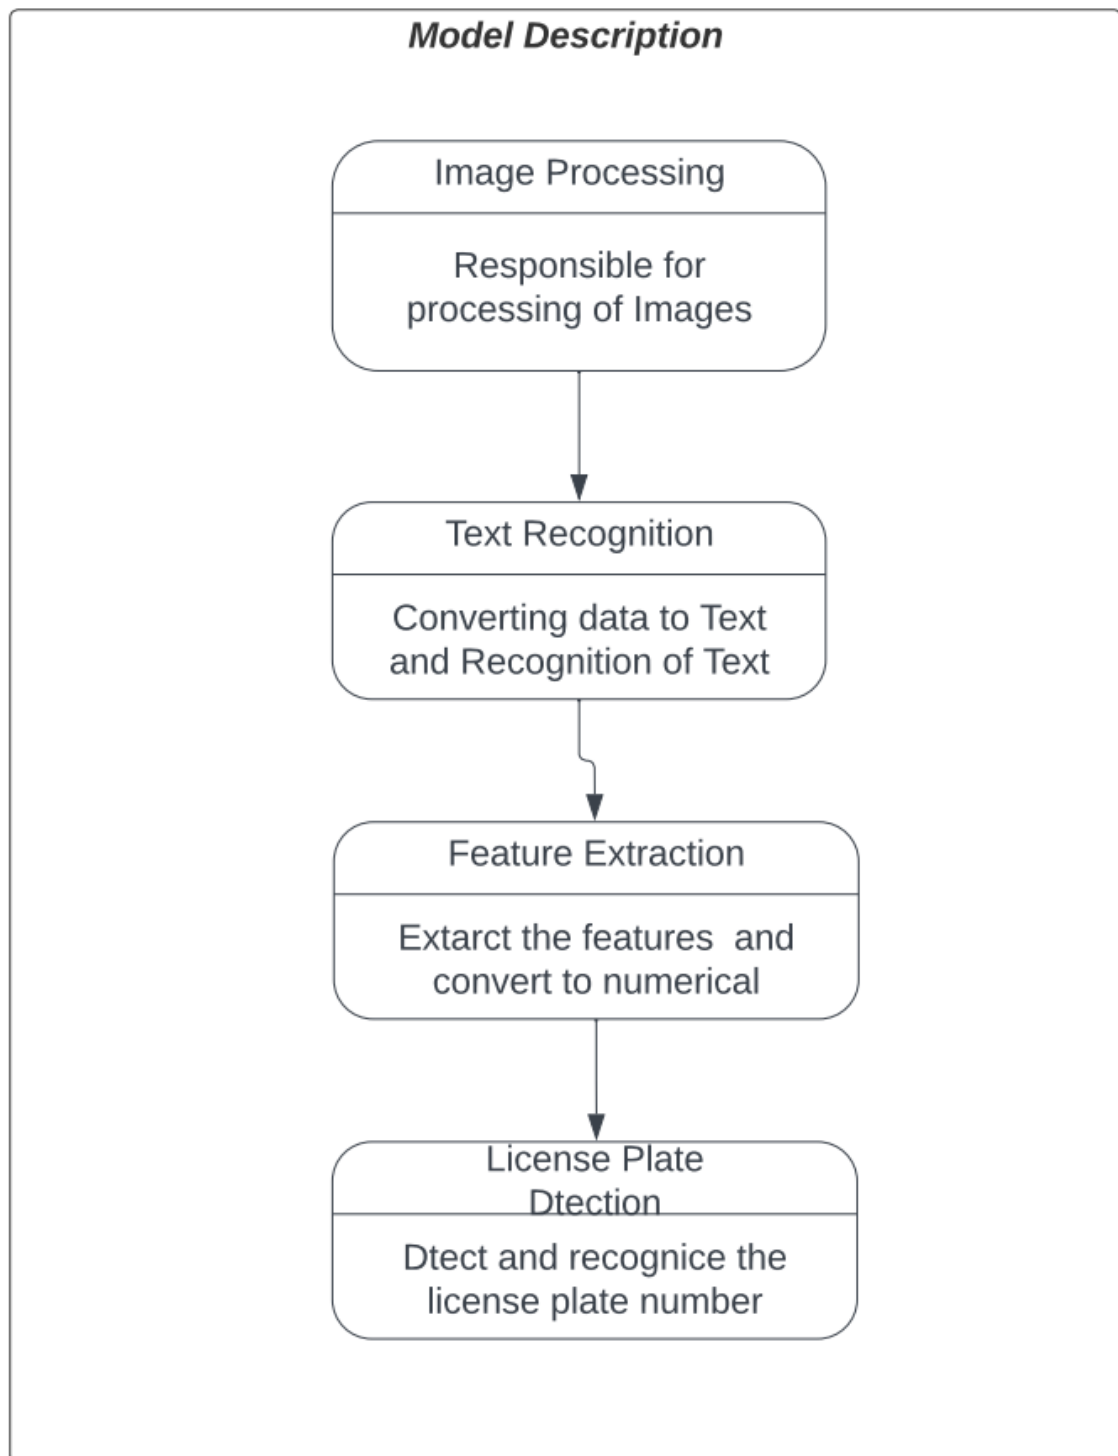 Model Description
Image Processing
Responsible for
processing of Images
Text Recognition
Converting data to Text
and Recognition of Text
Feature Extraction
Extarct the features  and
convert to numerical
License Plate
Dtection
Dtect and recognice the
license plate number